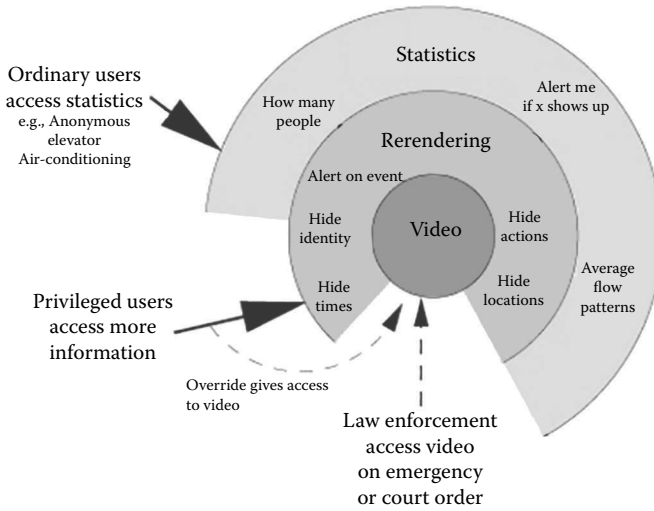 Statistics
Ordinary users
access statistics
e.g., Anonymous
elevator
Air-conditioning
How many
people
Alert me
if x shows up
Rerendering
Alert on event
Hide
identity
Video
Hide
actions
Hide
times
Hide
locations
Average
flow
patterns
Privileged users
access more
information
Override gives access
to video
Law enforcement
access video
on emergency
or court order